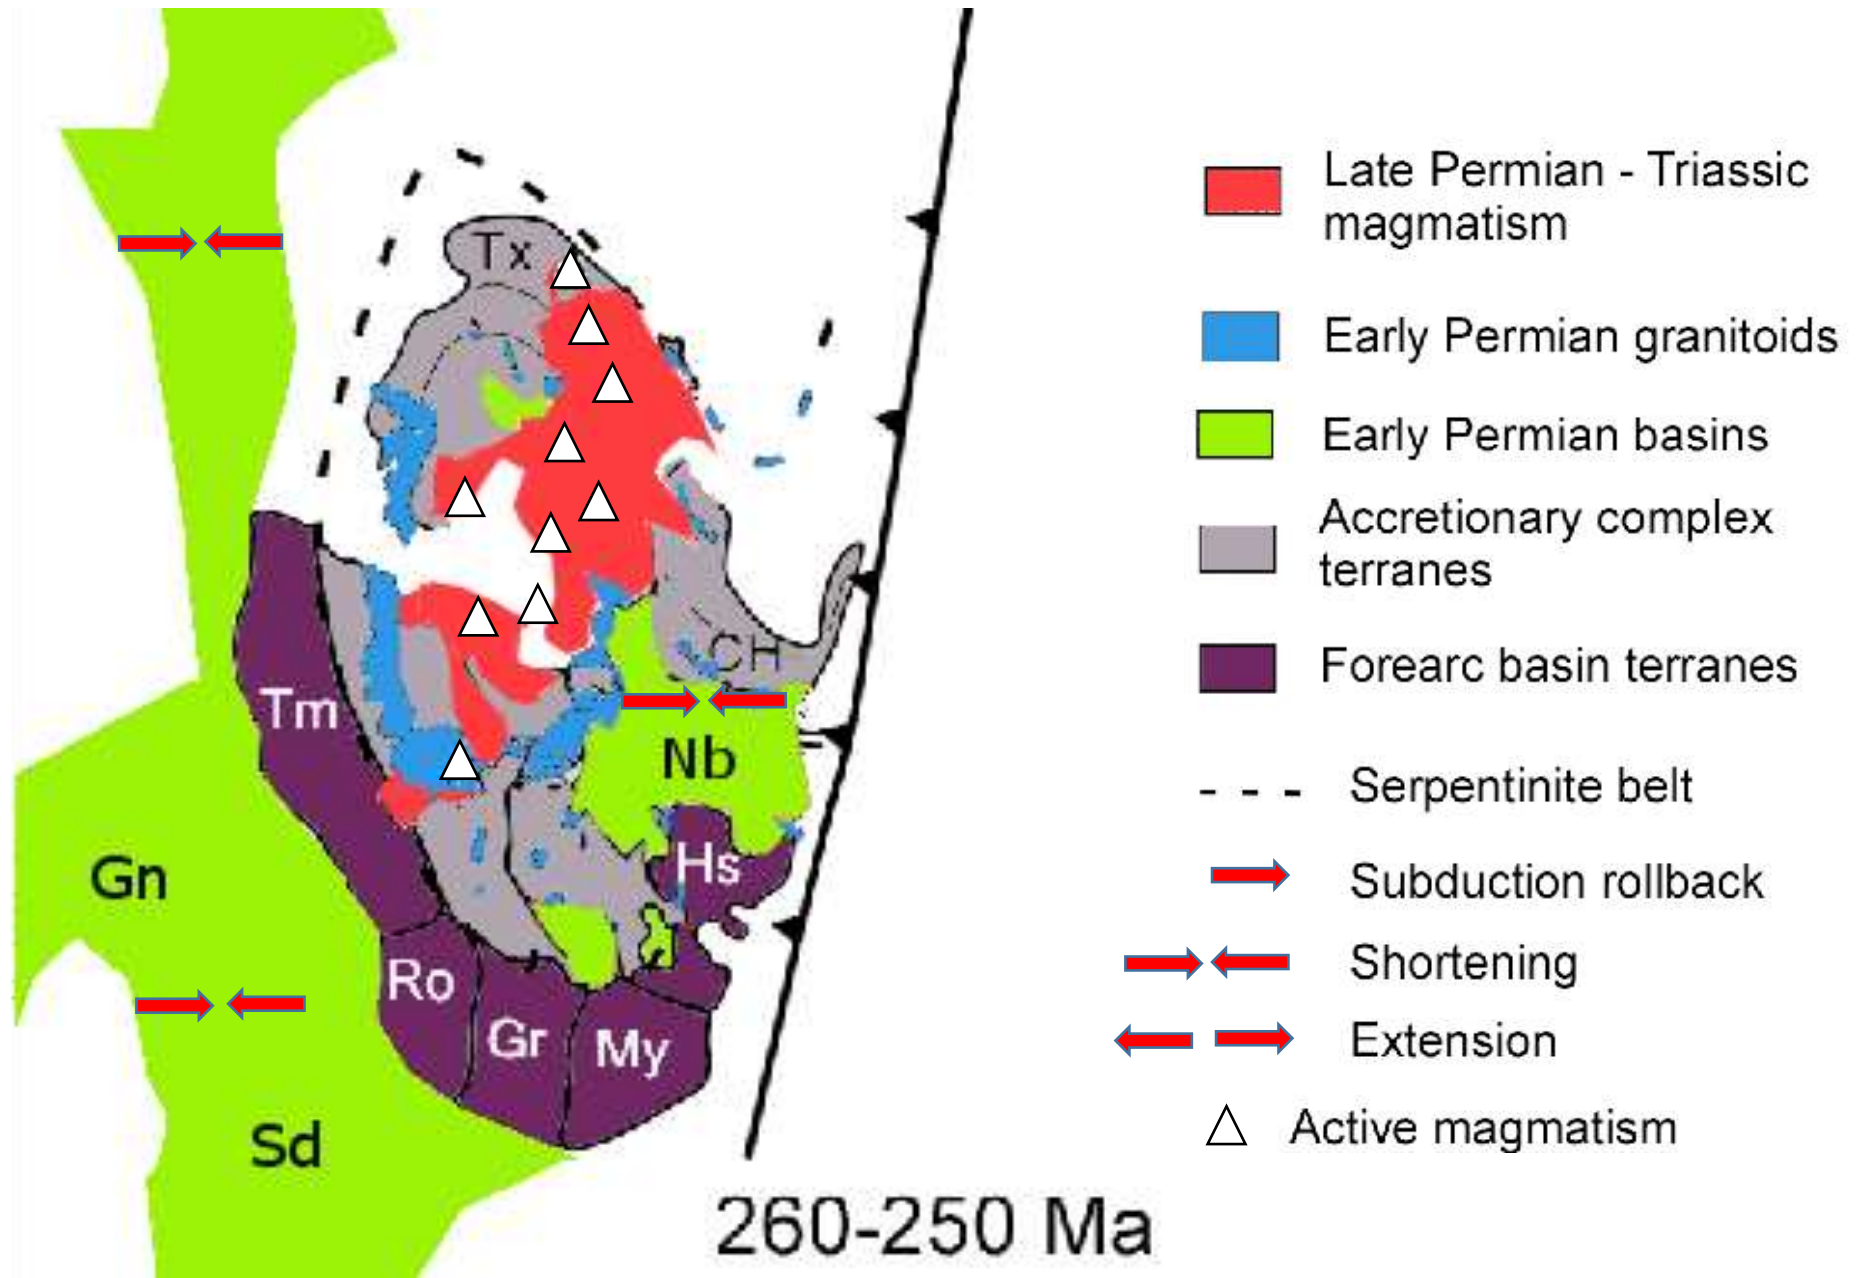 Tx
CH
Tm
Nb
Gn
Hs
Ro
Gr
My
Sd
260-250 Ma
Late Permian - Triassic
magmatism
Early Permian granitoids
Early Permian basins
Accretionary complex
terranes
Forearc basin terranes
Serpentinite belt
Subduction rollback
Shortening
Extension
Active magmatism